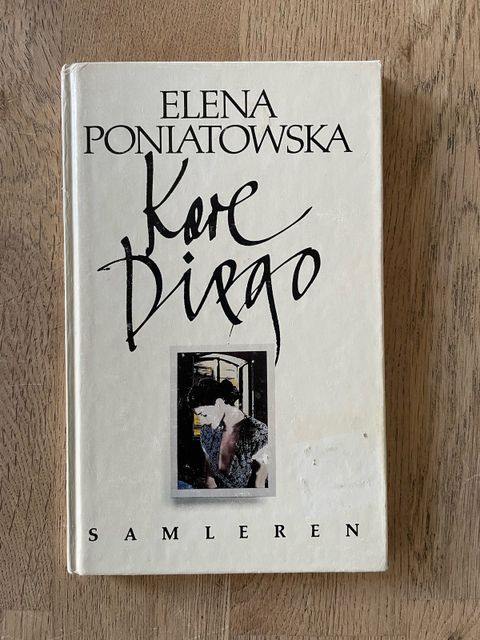 ELENA
PONIATOWSKA
Kære
Diego
SAMLEREN